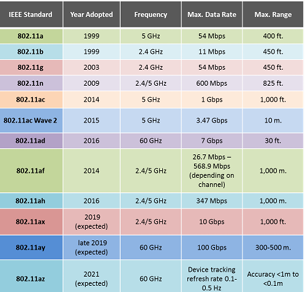 IEEE Standard Year Adopted Frequency Max. Data Rate Max. Range
802.11a 1999 5 GHz 54 Mbps 400 ft.
802.11b 1999 2.4 GHz 11 Mbps 450 ft.
802.11g 2003 2.4 GHz 54 Mbps 450 ft.
802.11n 2009 2.4/5 GHz 600 Mbps 825 ft.
802.11ac 2014 5 GHz 1 Gbps 1,000 ft.
802.11ac Wave 2 2015 5 GHz 3.47 Gbps 10 m.
802.11ad 2016 60 GHz 7 Gbps 30 ft.
802.11af 2014 2.4/5 GHz 26.7 Mbps – 1,000 m.
568.9 Mbps
(depending on
channel)
802.11ah 2016 2.4/5 GHz 347 Mbps 1,000 m.
802.11ax 2019 2.4/5 GHz 10 Gbps 1,000 ft.
(expected)
802.11ay late 2019 60 GHz 100 Gbps 300-500 m.
(expected)
802.11az 2021 60 GHz Device tracking Accuracy <1m to
(expected) refresh rate 0.1- <0.1m
0.5 Hz